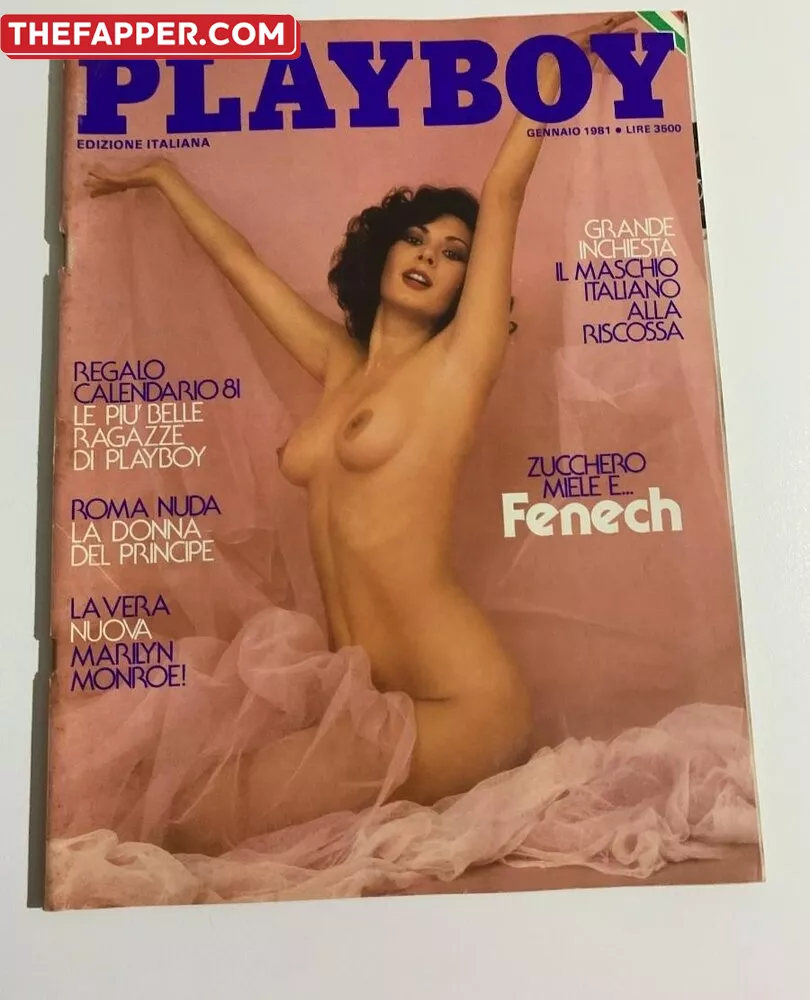 THEFAPPER.COM
PLAYBOY
EDIZIONE ITALIANA
GENNAIO 1981 • LIRE 3500
GRANDE
INCHIESTA
IL MASCHIO
ITALIANO
ALLA
RISCOSSA
REGALO
CALENDARIO 81
LE PIU' BELLE
RAGAZZE
DI PLAYBOY
ZUCCHERO
MIELE E...
Fenech
ROMA NUDA
LA DONNA
DEL PRINCIPE
LA VERA
NUOVA
MARILYN
MONROE!